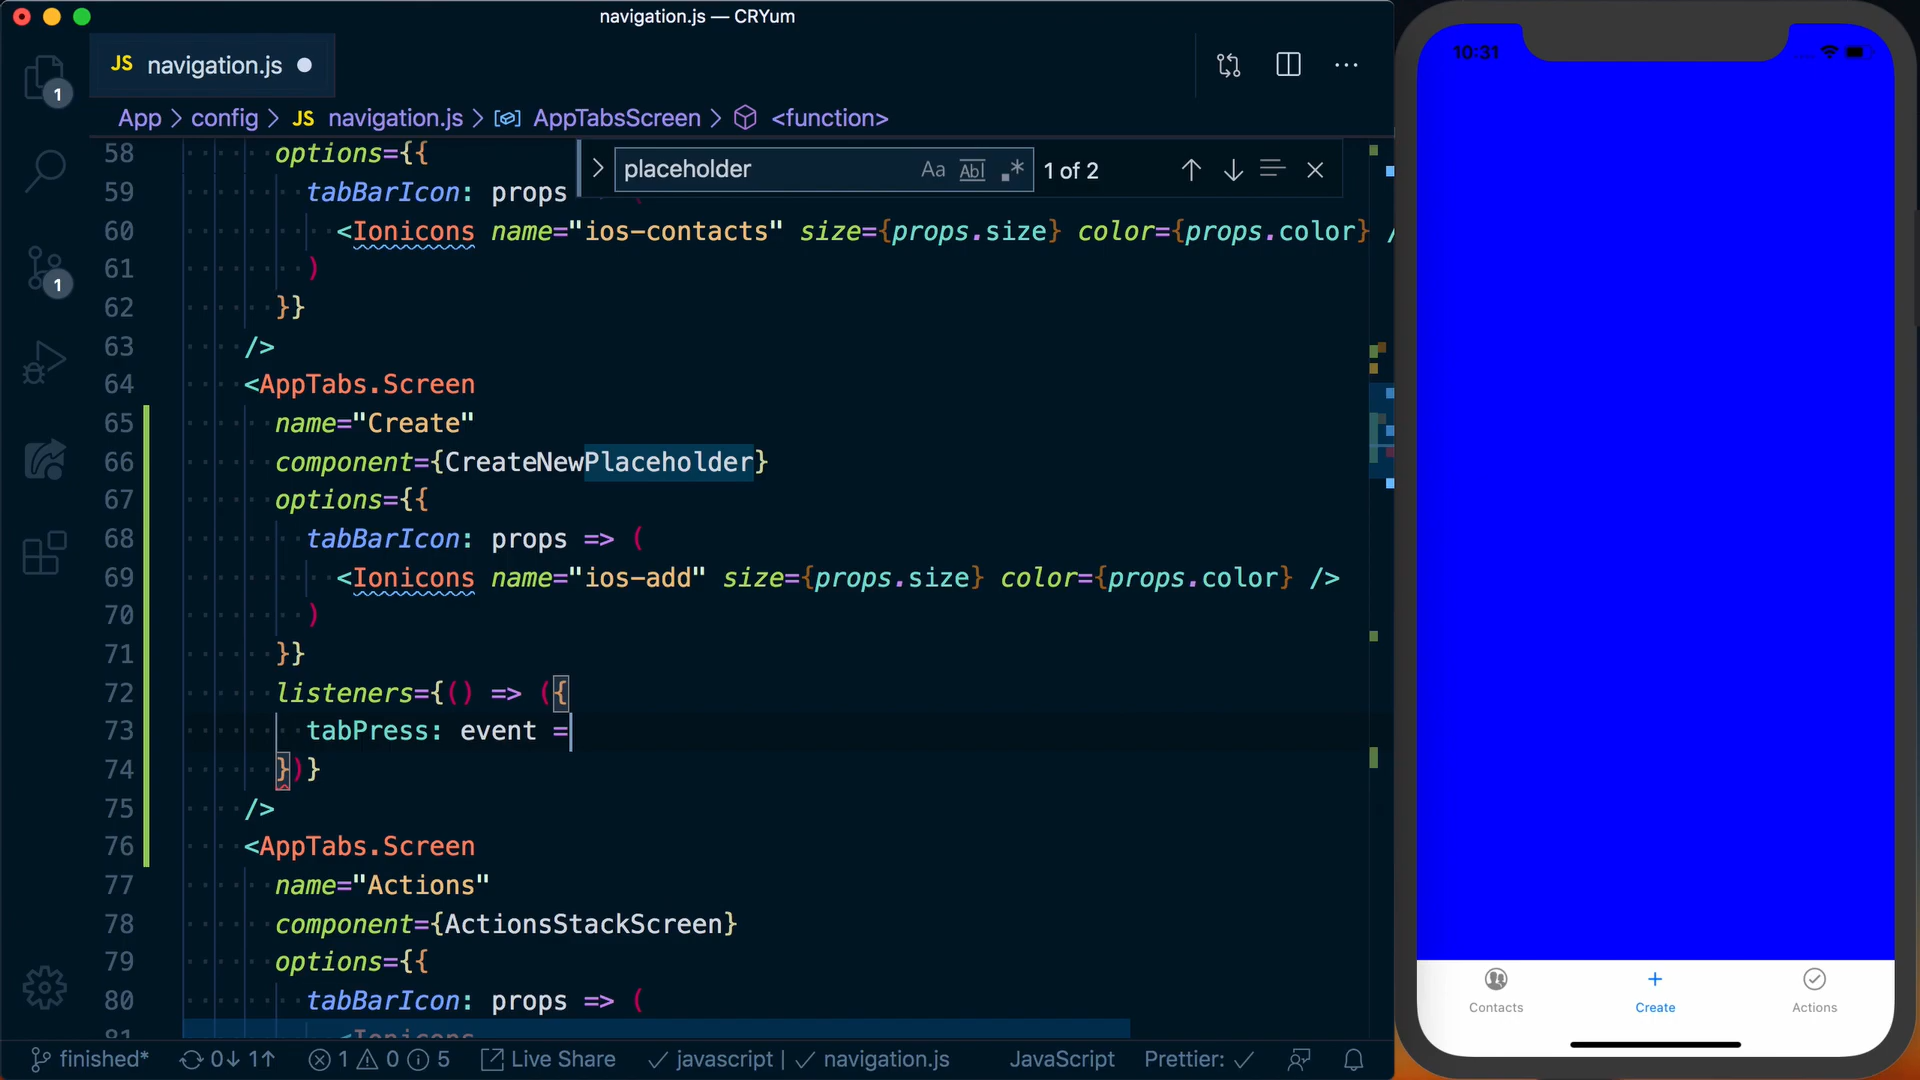 navigation.js — CRYum
JS navigation.js
1
App > config > JS navigation.js > AppTabsScreen > <function>
placeholder Aa Abl .* 1 of 2
58 options={{
59 tabBarIcon: props
60 <Ionicons name="ios-contacts" size={props.size} color={props.color} /
61 )
62 }}
63 />
64 <AppTabs.Screen
65 name="Create"
66 component={CreateNewPlaceholder}
67 options={{
68 tabBarIcon: props => (
69 <Ionicons name="ios-add" size={props.size} color={props.color} />
70 )
71 }}
72 listeners={() => ({
73 tabPress: event =
74 })}
75 />
76 <AppTabs.Screen
77 name="Actions"
78 component={ActionsStackScreen}
79 options={{
80 tabBarIcon: props => (
81 <Ionicons
1
finished* 0↓ 1↑ 1 0 5 Live Share ✓ javascript | ✓ navigation.js JavaScript Prettier: ✓
10:31
Contacts Create Actions